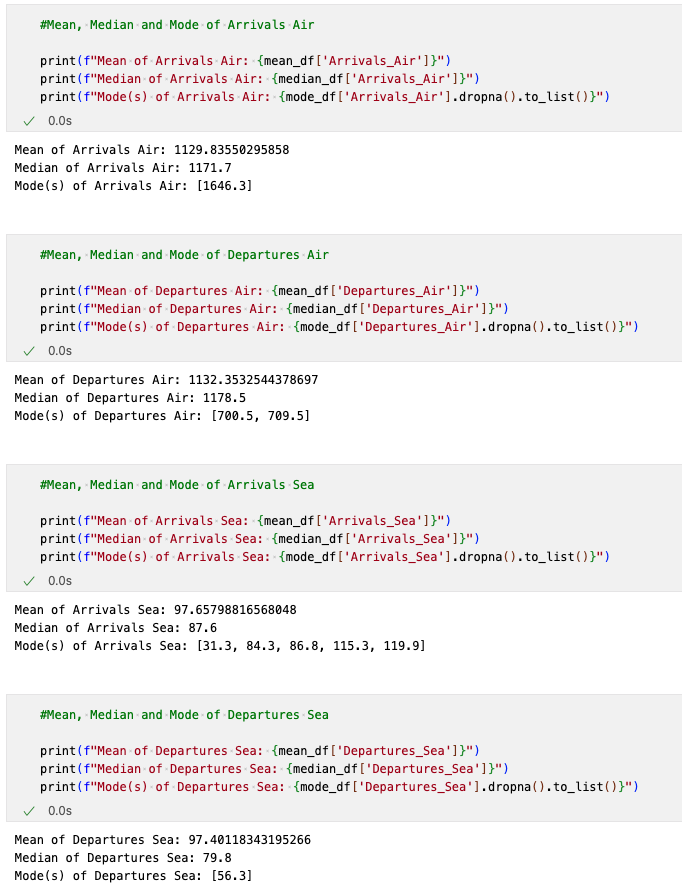 #Mean, Median and Mode of Arrivals Air
print(f"Mean of Arrivals Air: {mean_df['Arrivals_Air']}")
print(f"Median of Arrivals Air: {median_df['Arrivals_Air']}")
print(f"Mode(s) of Arrivals Air: {mode_df['Arrivals_Air'].dropna().to_list()}")
✓ 0.0s
Mean of Arrivals Air: 1129.83550295858
Median of Arrivals Air: 1171.7
Mode(s) of Arrivals Air: [1646.3]
#Mean, Median and Mode of Departures Air
print(f"Mean of Departures Air: {mean_df['Departures_Air']}")
print(f"Median of Departures Air: {median_df['Departures_Air']}")
print(f"Mode(s) of Departures Air: {mode_df['Departures_Air'].dropna().to_list()}")
✓ 0.0s
Mean of Departures Air: 1132.3532544378697
Median of Departures Air: 1178.5
Mode(s) of Departures Air: [700.5, 709.5]
#Mean, Median and Mode of Arrivals Sea
print(f"Mean of Arrivals Sea: {mean_df['Arrivals_Sea']}")
print(f"Median of Arrivals Sea: {median_df['Arrivals_Sea']}")
print(f"Mode(s) of Arrivals Sea: {mode_df['Arrivals_Sea'].dropna().to_list()}")
✓ 0.0s
Mean of Arrivals Sea: 97.65798816568048
Median of Arrivals Sea: 87.6
Mode(s) of Arrivals Sea: [31.3, 84.3, 86.8, 115.3, 119.9]
#Mean, Median and Mode of Departures Sea
print(f"Mean of Departures Sea: {mean_df['Departures_Sea']}")
print(f"Median of Departures Sea: {median_df['Departures_Sea']}")
print(f"Mode(s) of Departures Sea: {mode_df['Departures_Sea'].dropna().to_list()}")
✓ 0.0s
Mean of Departures Sea: 97.40118343195266
Median of Departures Sea: 79.8
Mode(s) of Departures Sea: [56.3]